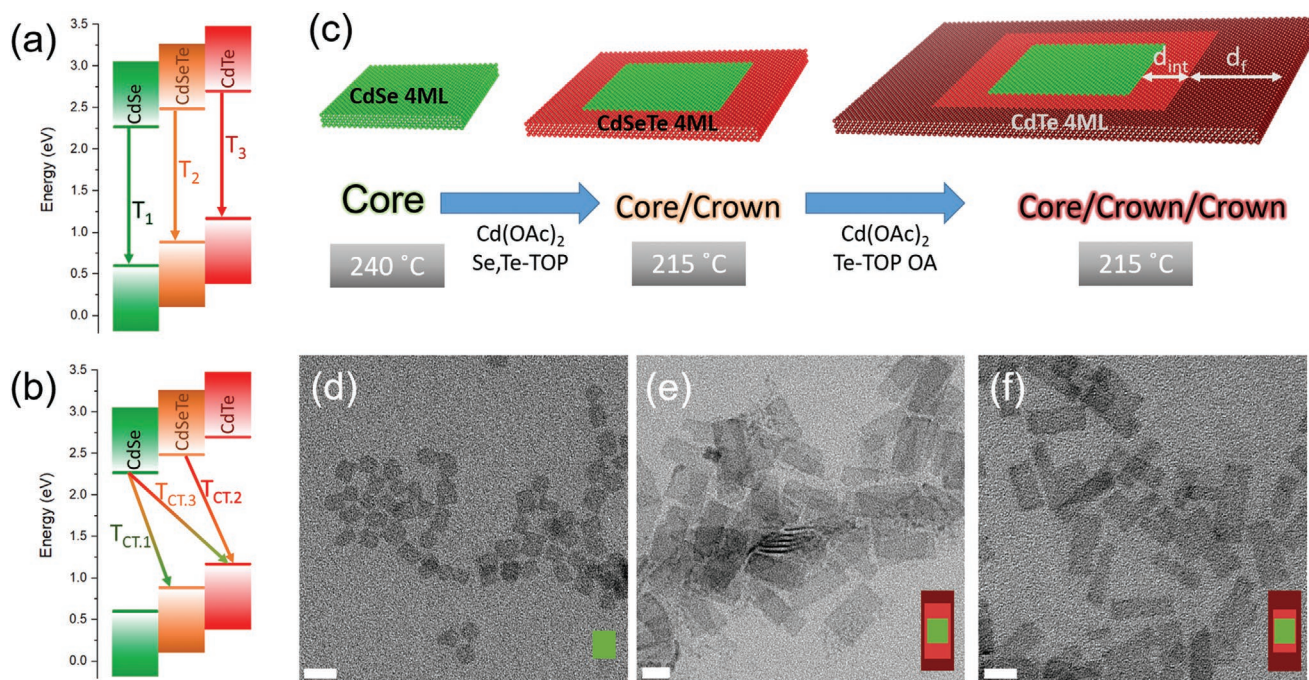 (a)
Energy (eV)
3.5
3.0
2.5
2.0
1.5
1.0
0.5
0.0
CdSe
CdSeTe
CdTe
T1
T2
T3
(b)
Energy (eV)
3.5
3.0
2.5
2.0
1.5
1.0
0.5
0.0
CdSe
CdSeTe
CdTe
TCT.1
TCT.3
TCT.2
(c)
CdSe 4ML
CdSeTe 4ML
CdTe 4ML
dint
df
Core
Core/Crown
Core/Crown/Crown
Cd(OAc)2
Se,Te-TOP
Cd(OAc)2
Te-TOP OA
240 ˚C
215 ˚C
215 ˚C
(d)
(e)
(f)